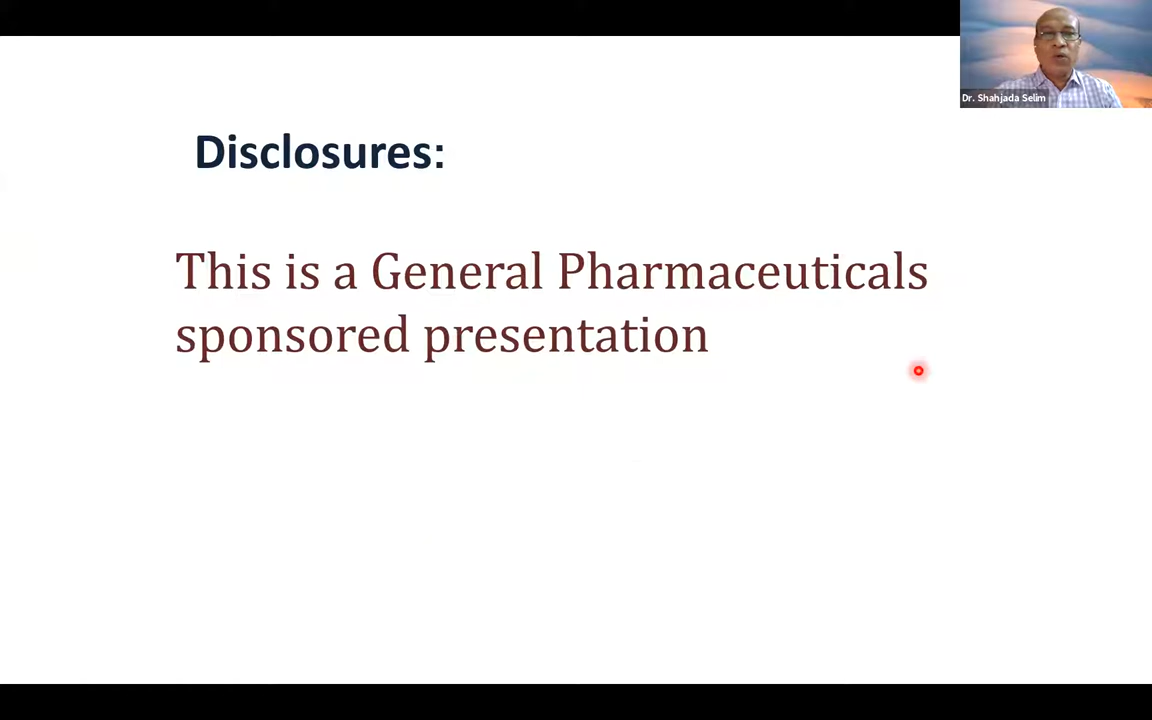 Dr. Shahjada Selim
Disclosures:
This is a General Pharmaceuticals
sponsored presentation